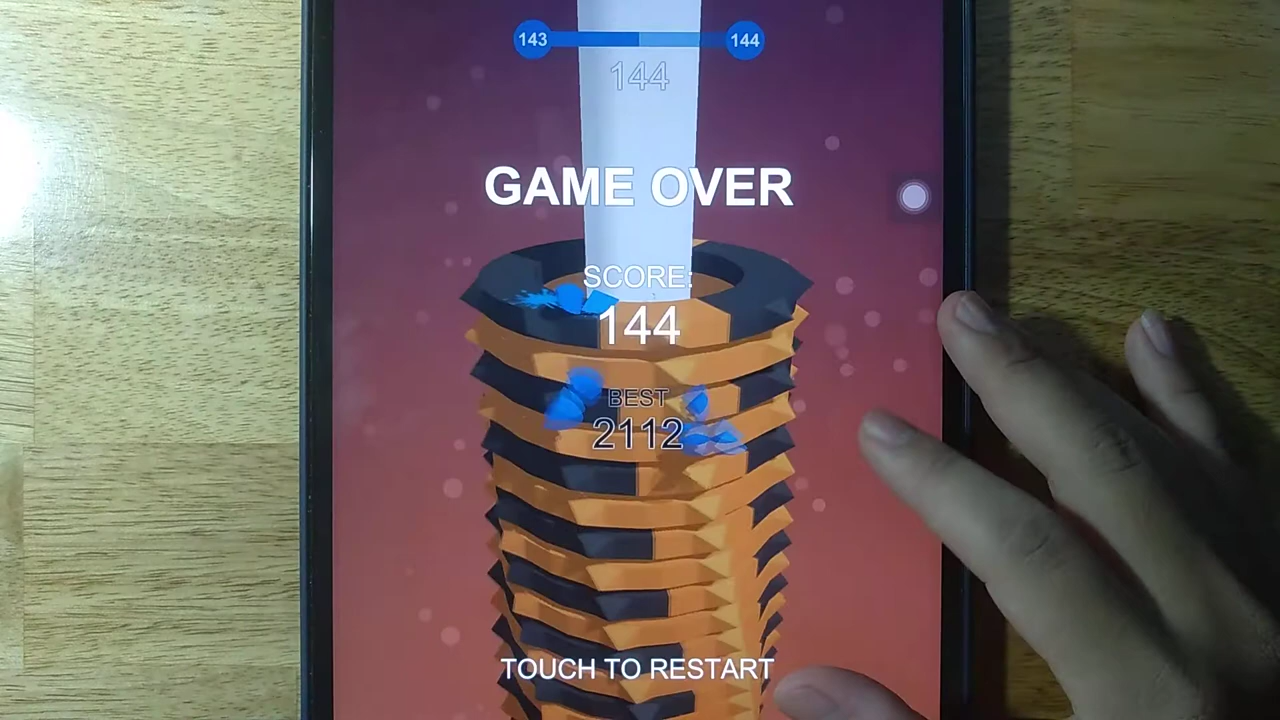 143 144
144
GAME OVER
SCORE:
144
BEST
2112
TOUCH TO RESTART